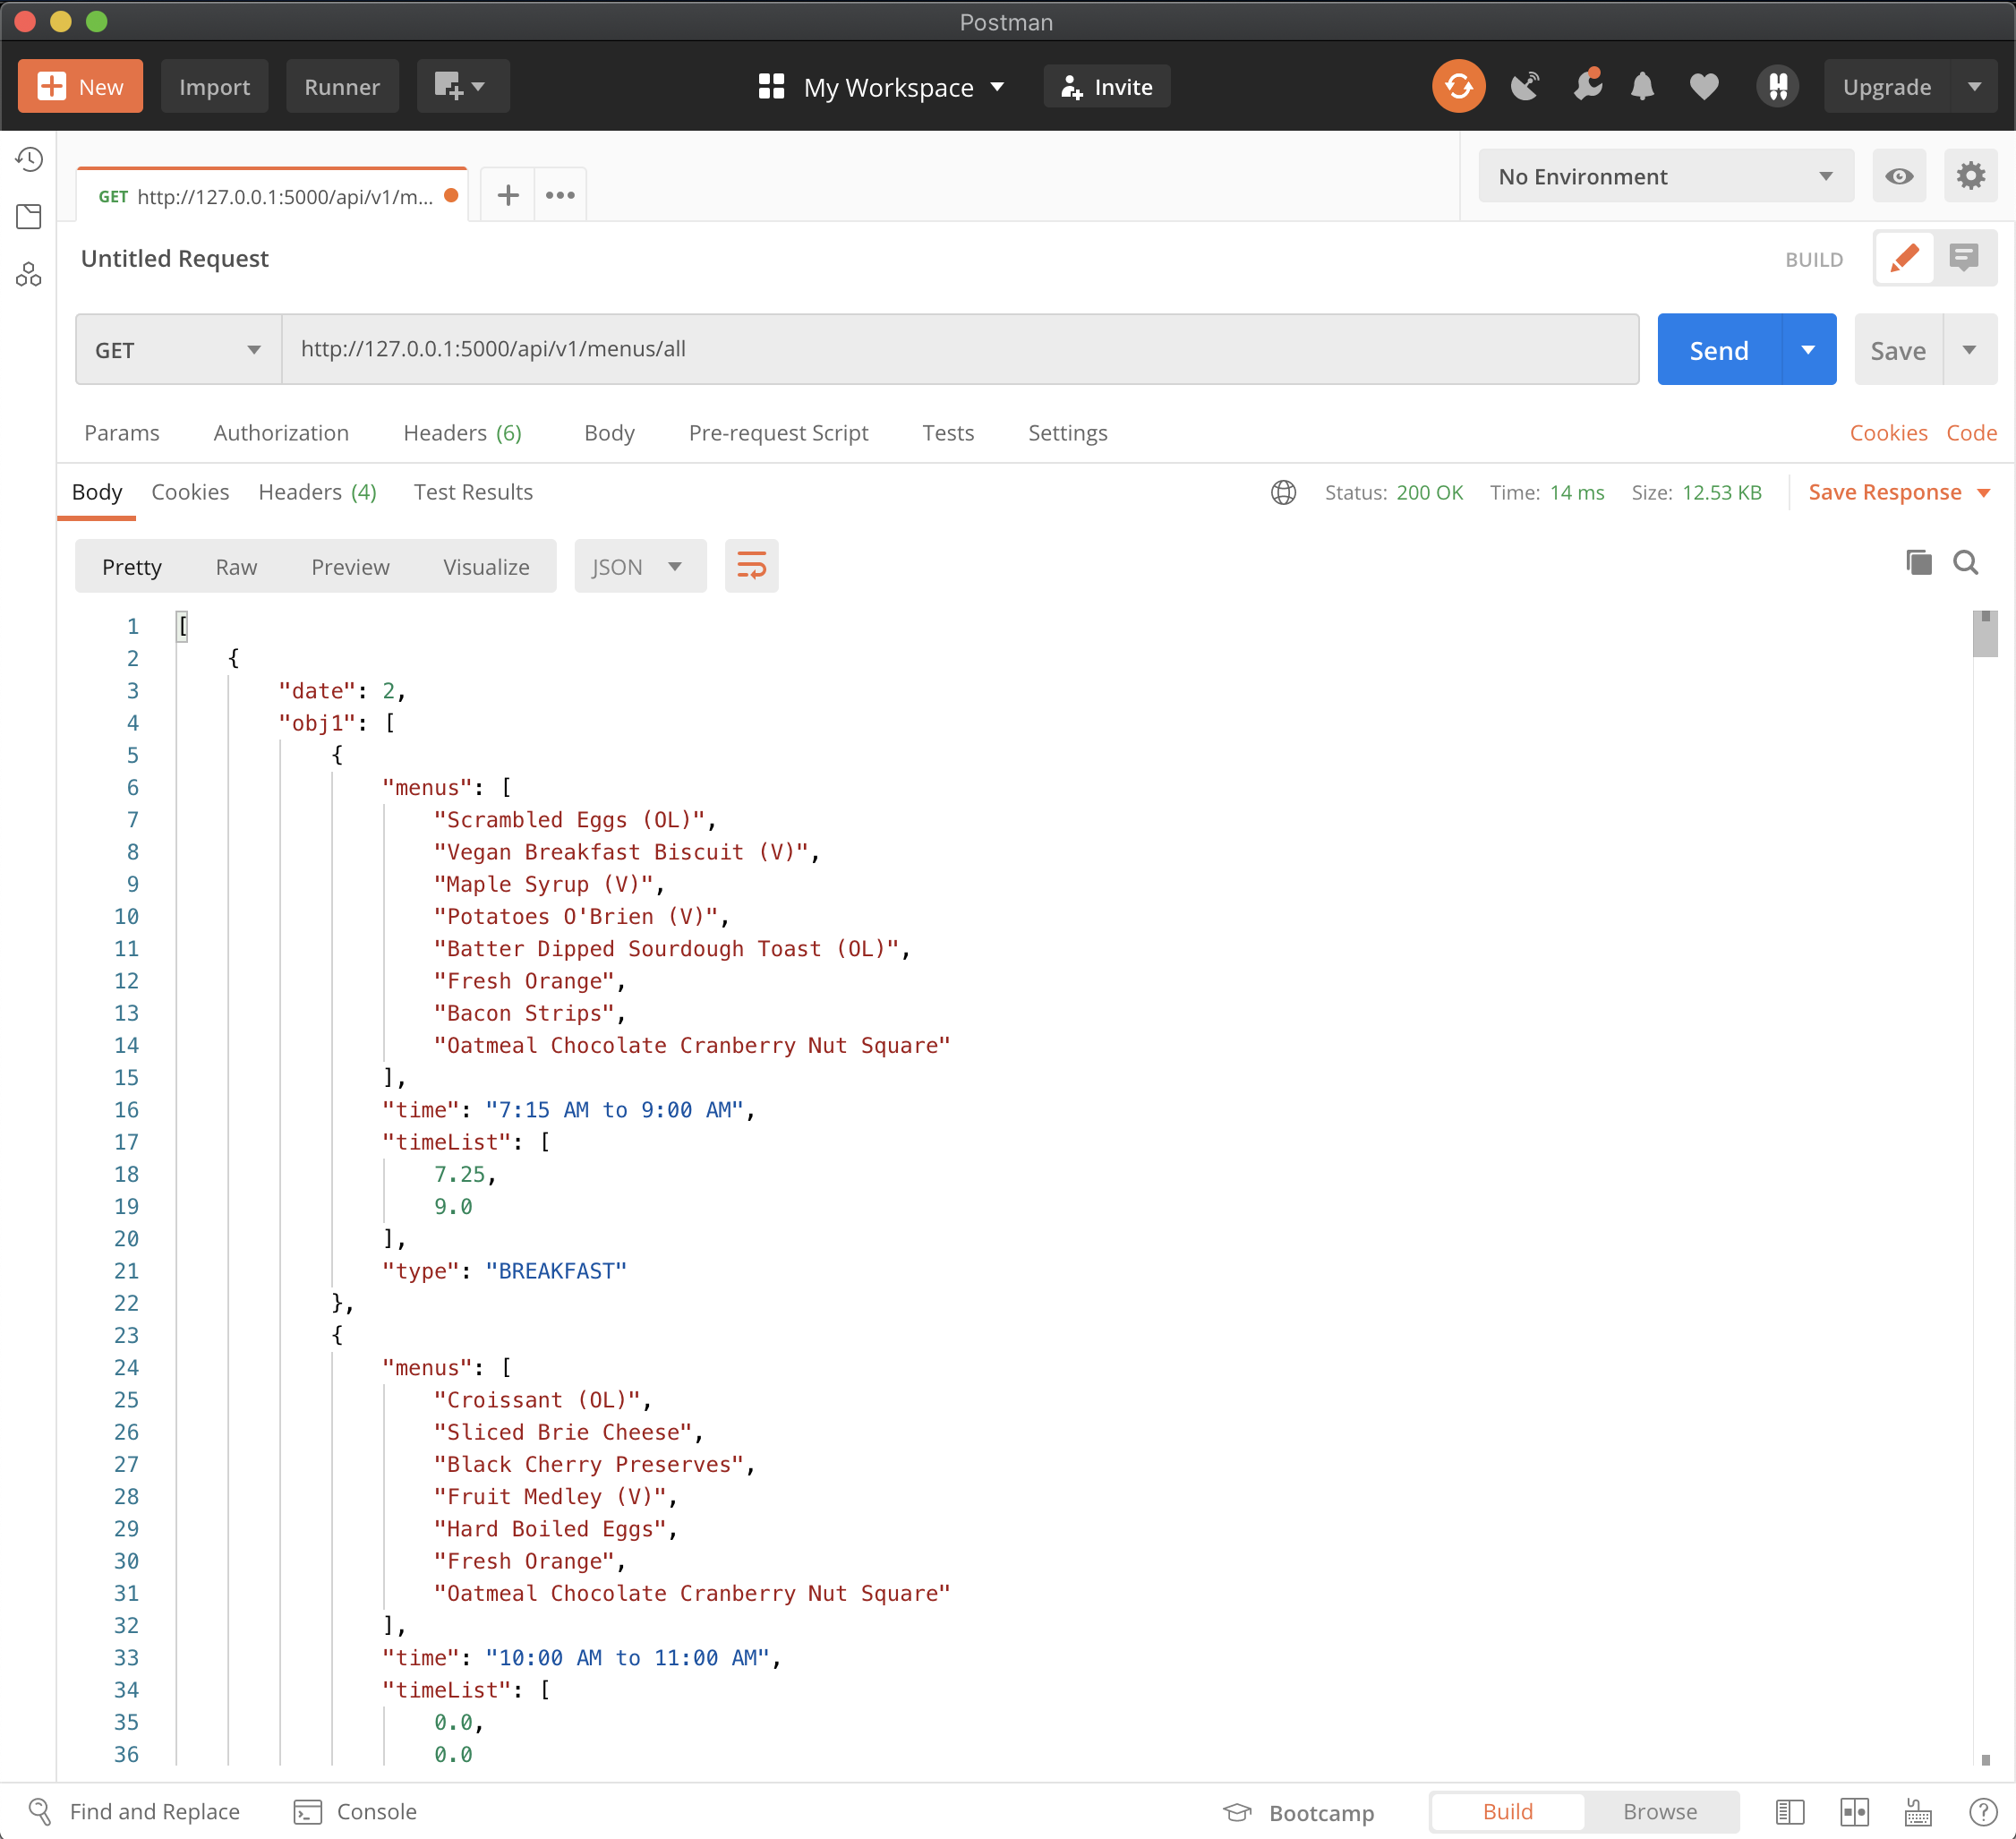 Postman
New Import Runner My Workspace Invite Upgrade
GET http://127.0.0.1:5000/api/v1/m... + ••• No Environment
Untitled Request BUILD
GET http://127.0.0.1:5000/api/v1/menus/all Send Save
Params Authorization Headers (6) Body Pre-request Script Tests Settings Cookies Code
Body Cookies Headers (4) Test Results Status: 200 OK Time: 14 ms Size: 12.53 KB Save Response
Pretty Raw Preview Visualize JSON
1 [
2 {
3 "date": 2,
4 "obj1": [
5 {
6 "menus": [
7 "Scrambled Eggs (OL)",
8 "Vegan Breakfast Biscuit (V)",
9 "Maple Syrup (V)",
10 "Potatoes O'Brien (V)",
11 "Batter Dipped Sourdough Toast (OL)",
12 "Fresh Orange",
13 "Bacon Strips",
14 "Oatmeal Chocolate Cranberry Nut Square"
15 ],
16 "time": "7:15 AM to 9:00 AM",
17 "timeList": [
18 7.25,
19 9.0
20 ],
21 "type": "BREAKFAST"
22 },
23 {
24 "menus": [
25 "Croissant (OL)",
26 "Sliced Brie Cheese",
27 "Black Cherry Preserves",
28 "Fruit Medley (V)",
29 "Hard Boiled Eggs",
30 "Fresh Orange",
31 "Oatmeal Chocolate Cranberry Nut Square"
32 ],
33 "time": "10:00 AM to 11:00 AM",
34 "timeList": [
35 0.0,
36 0.0
Find and Replace Console Bootcamp Build Browse